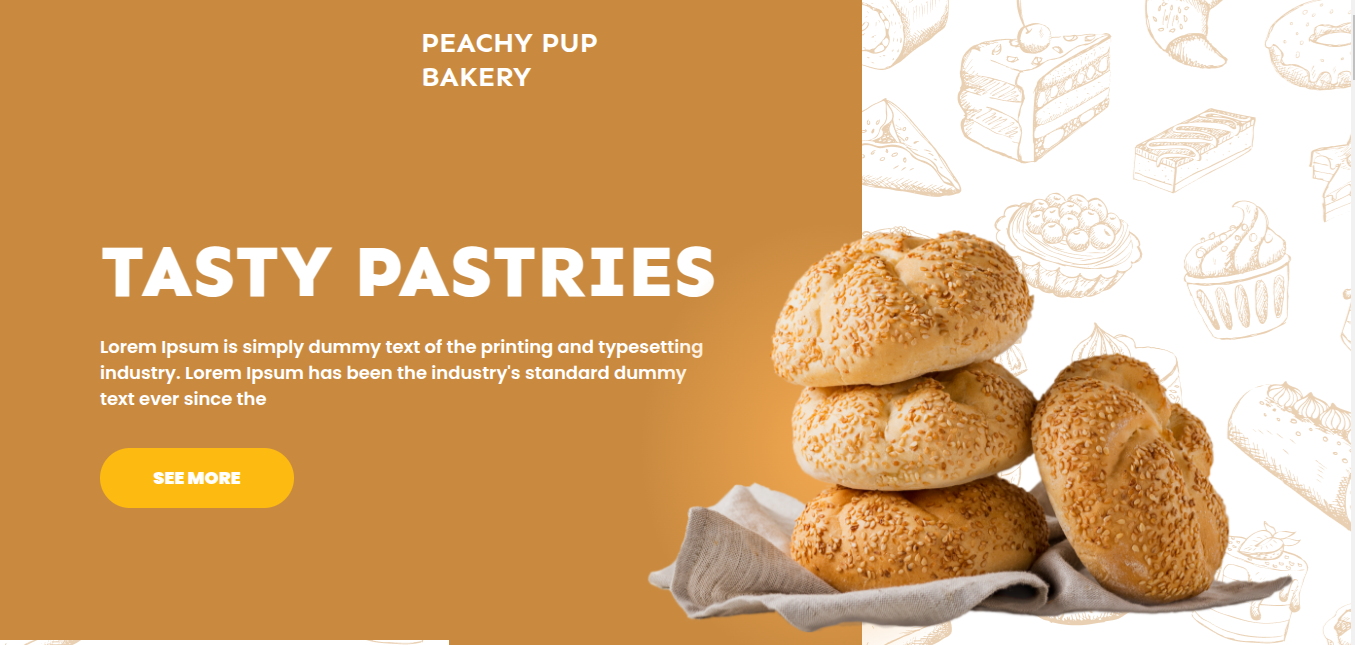 PEACHY PUP
BAKERY
TASTY PASTRIES
Lorem Ipsum is simply dummy text of the printing and typesetting
industry. Lorem Ipsum has been the industry's standard dummy
text ever since the
SEE MORE